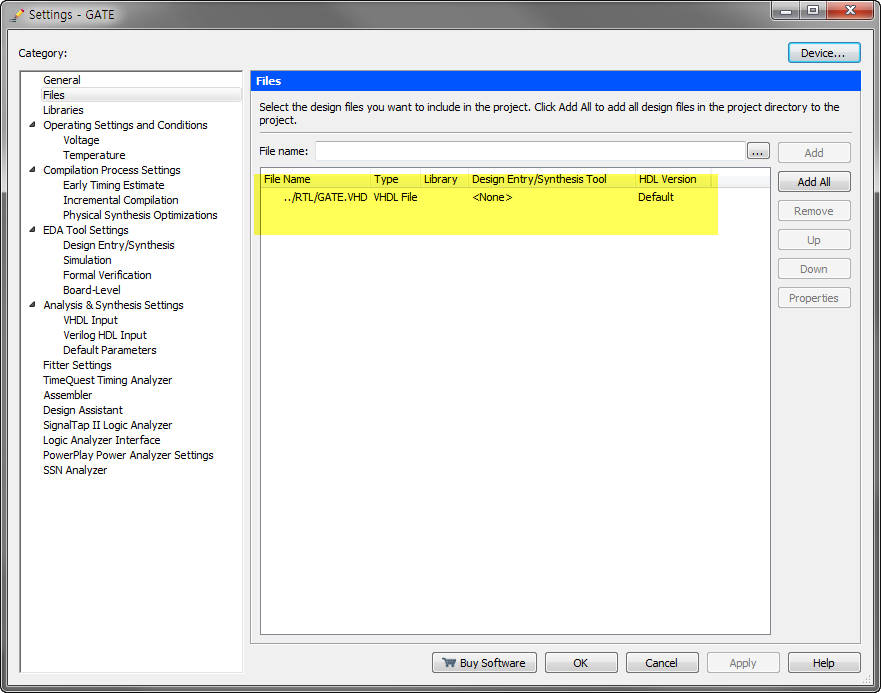 Settings - GATE
Category:
Device...
General
Files
Libraries
Operating Settings and Conditions
Voltage
Temperature
Compilation Process Settings
Early Timing Estimate
Incremental Compilation
Physical Synthesis Optimizations
EDA Tool Settings
Design Entry/Synthesis
Simulation
Formal Verification
Board-Level
Analysis & Synthesis Settings
VHDL Input
Verilog HDL Input
Default Parameters
Fitter Settings
TimeQuest Timing Analyzer
Assembler
Design Assistant
SignalTap II Logic Analyzer
Logic Analyzer Interface
PowerPlay Power Analyzer Settings
SSN Analyzer
Files
Select the design files you want to include in the project. Click Add All to add all design files in the project directory to the
project.
File name: ... Add
File Name Type Library Design Entry/Synthesis Tool HDL Version
../RTL/GATE.VHD VHDL File <None> Default
Add All
Remove
Up
Down
Properties
Buy Software OK Cancel Apply Help